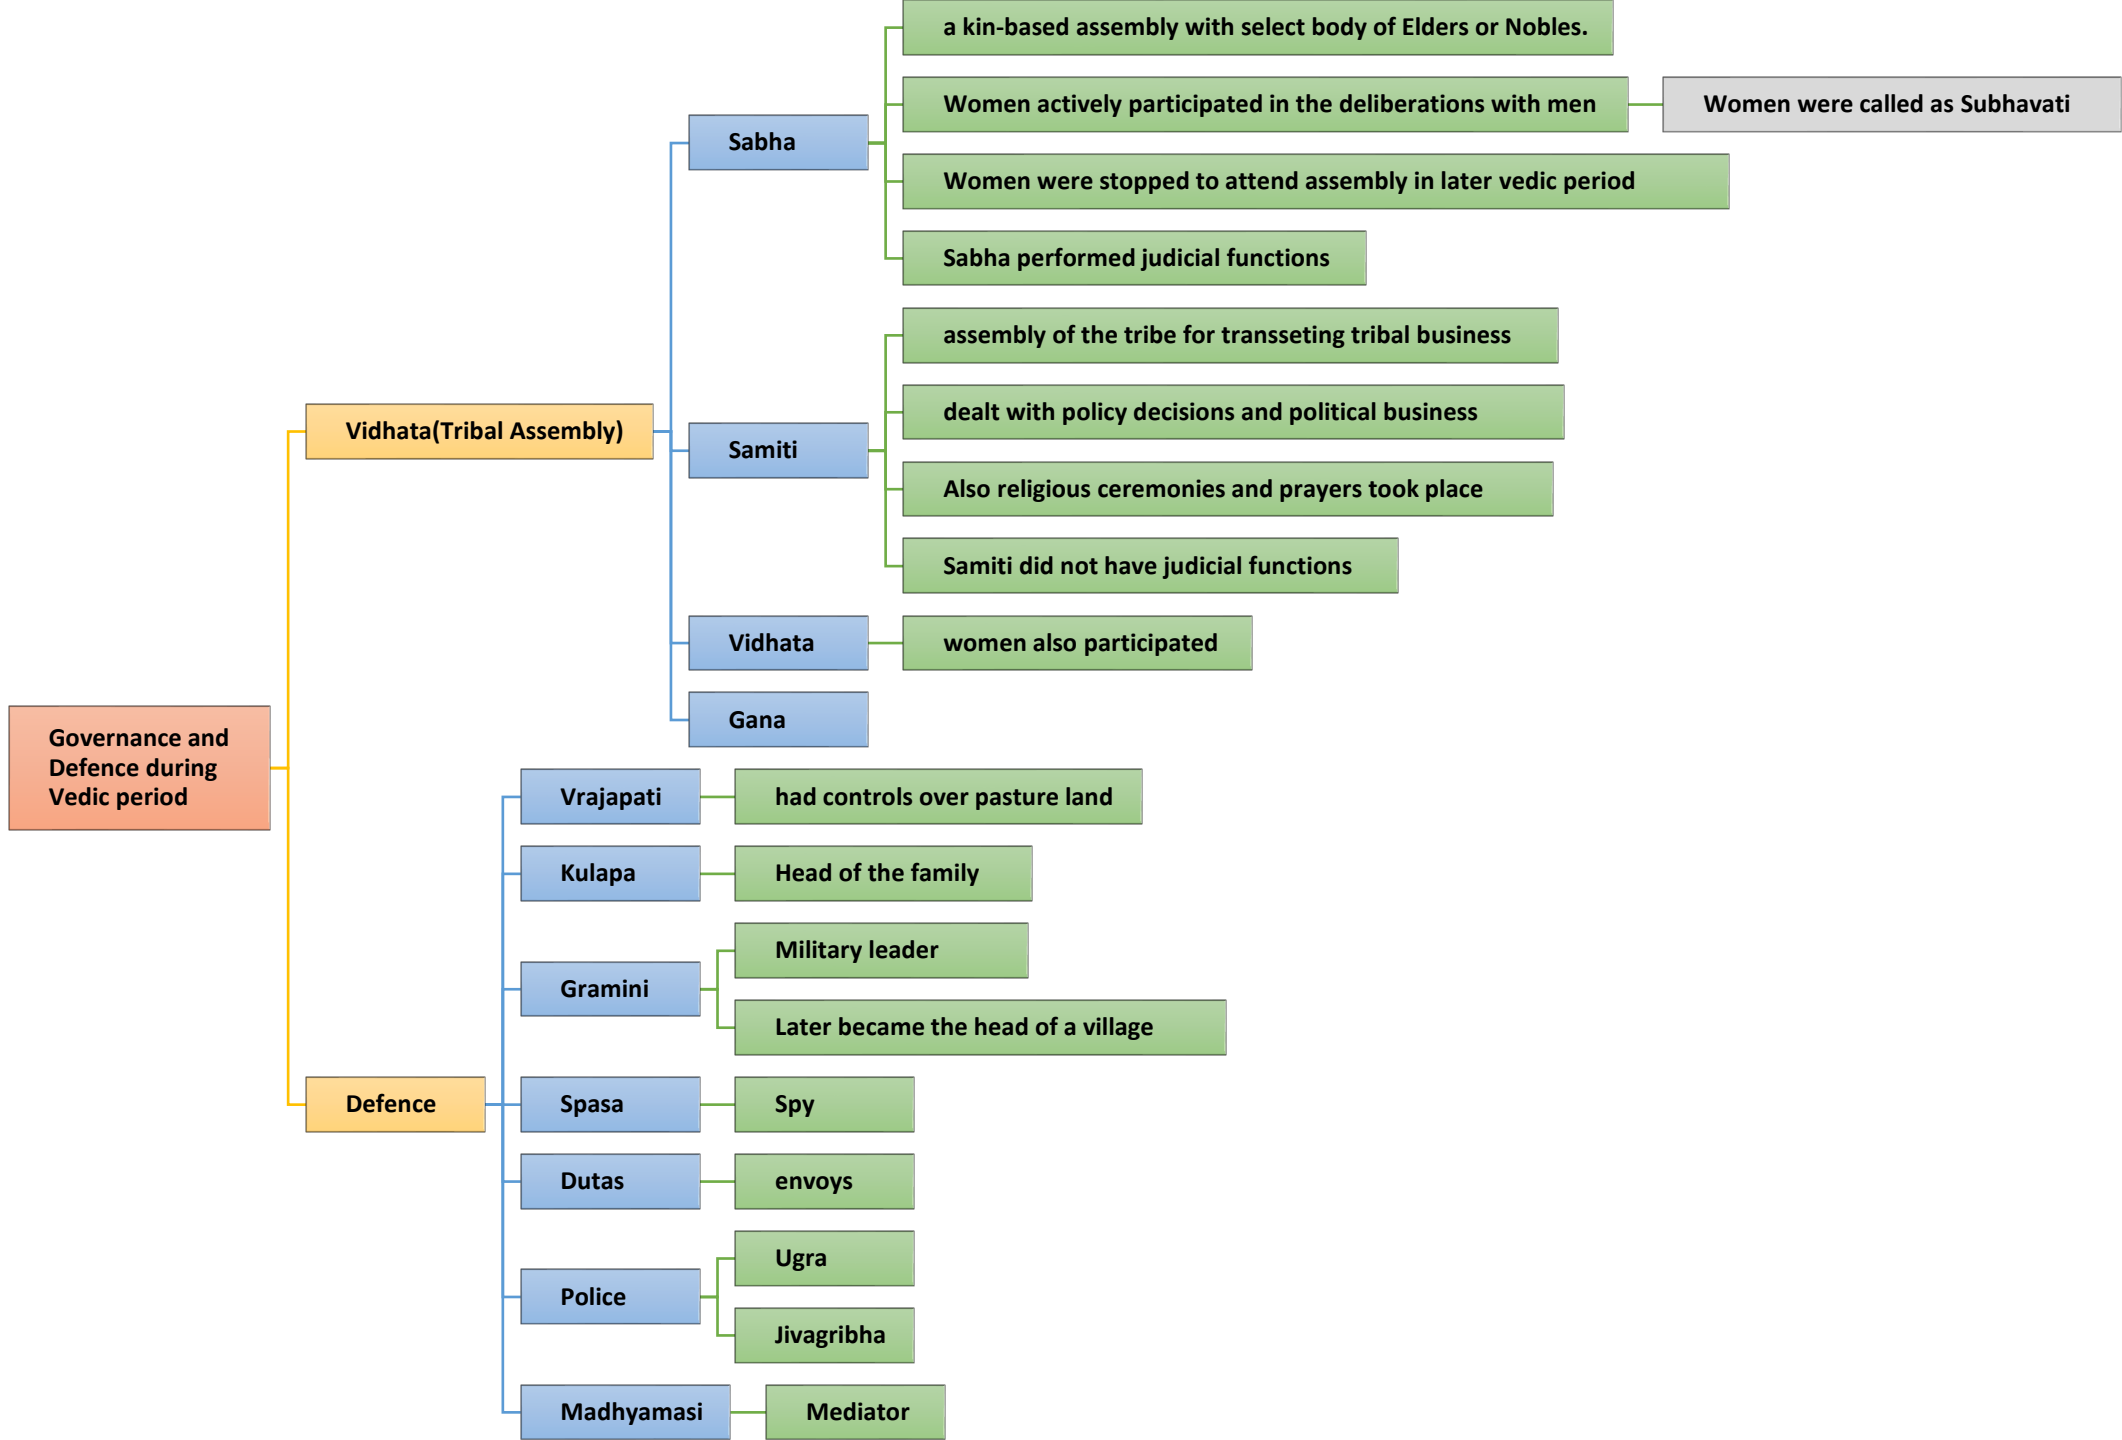 Governance and
Defence during
Vedic period
Vidhata(Tribal Assembly)
Sabha
a kin-based assembly with select body of Elders or Nobles.
Women actively participated in the deliberations with men
Women were called as Subhavati
Women were stopped to attend assembly in later vedic period
Sabha performed judicial functions
Samiti
assembly of the tribe for transseting tribal business
dealt with policy decisions and political business
Also religious ceremonies and prayers took place
Samiti did not have judicial functions
Vidhata
women also participated
Gana
Defence
Vrajapati
had controls over pasture land
Kulapa
Head of the family
Gramini
Military leader
Later became the head of a village
Spasa
Spy
Dutas
envoys
Police
Ugra
Jivagribha
Madhyamasi
Mediator